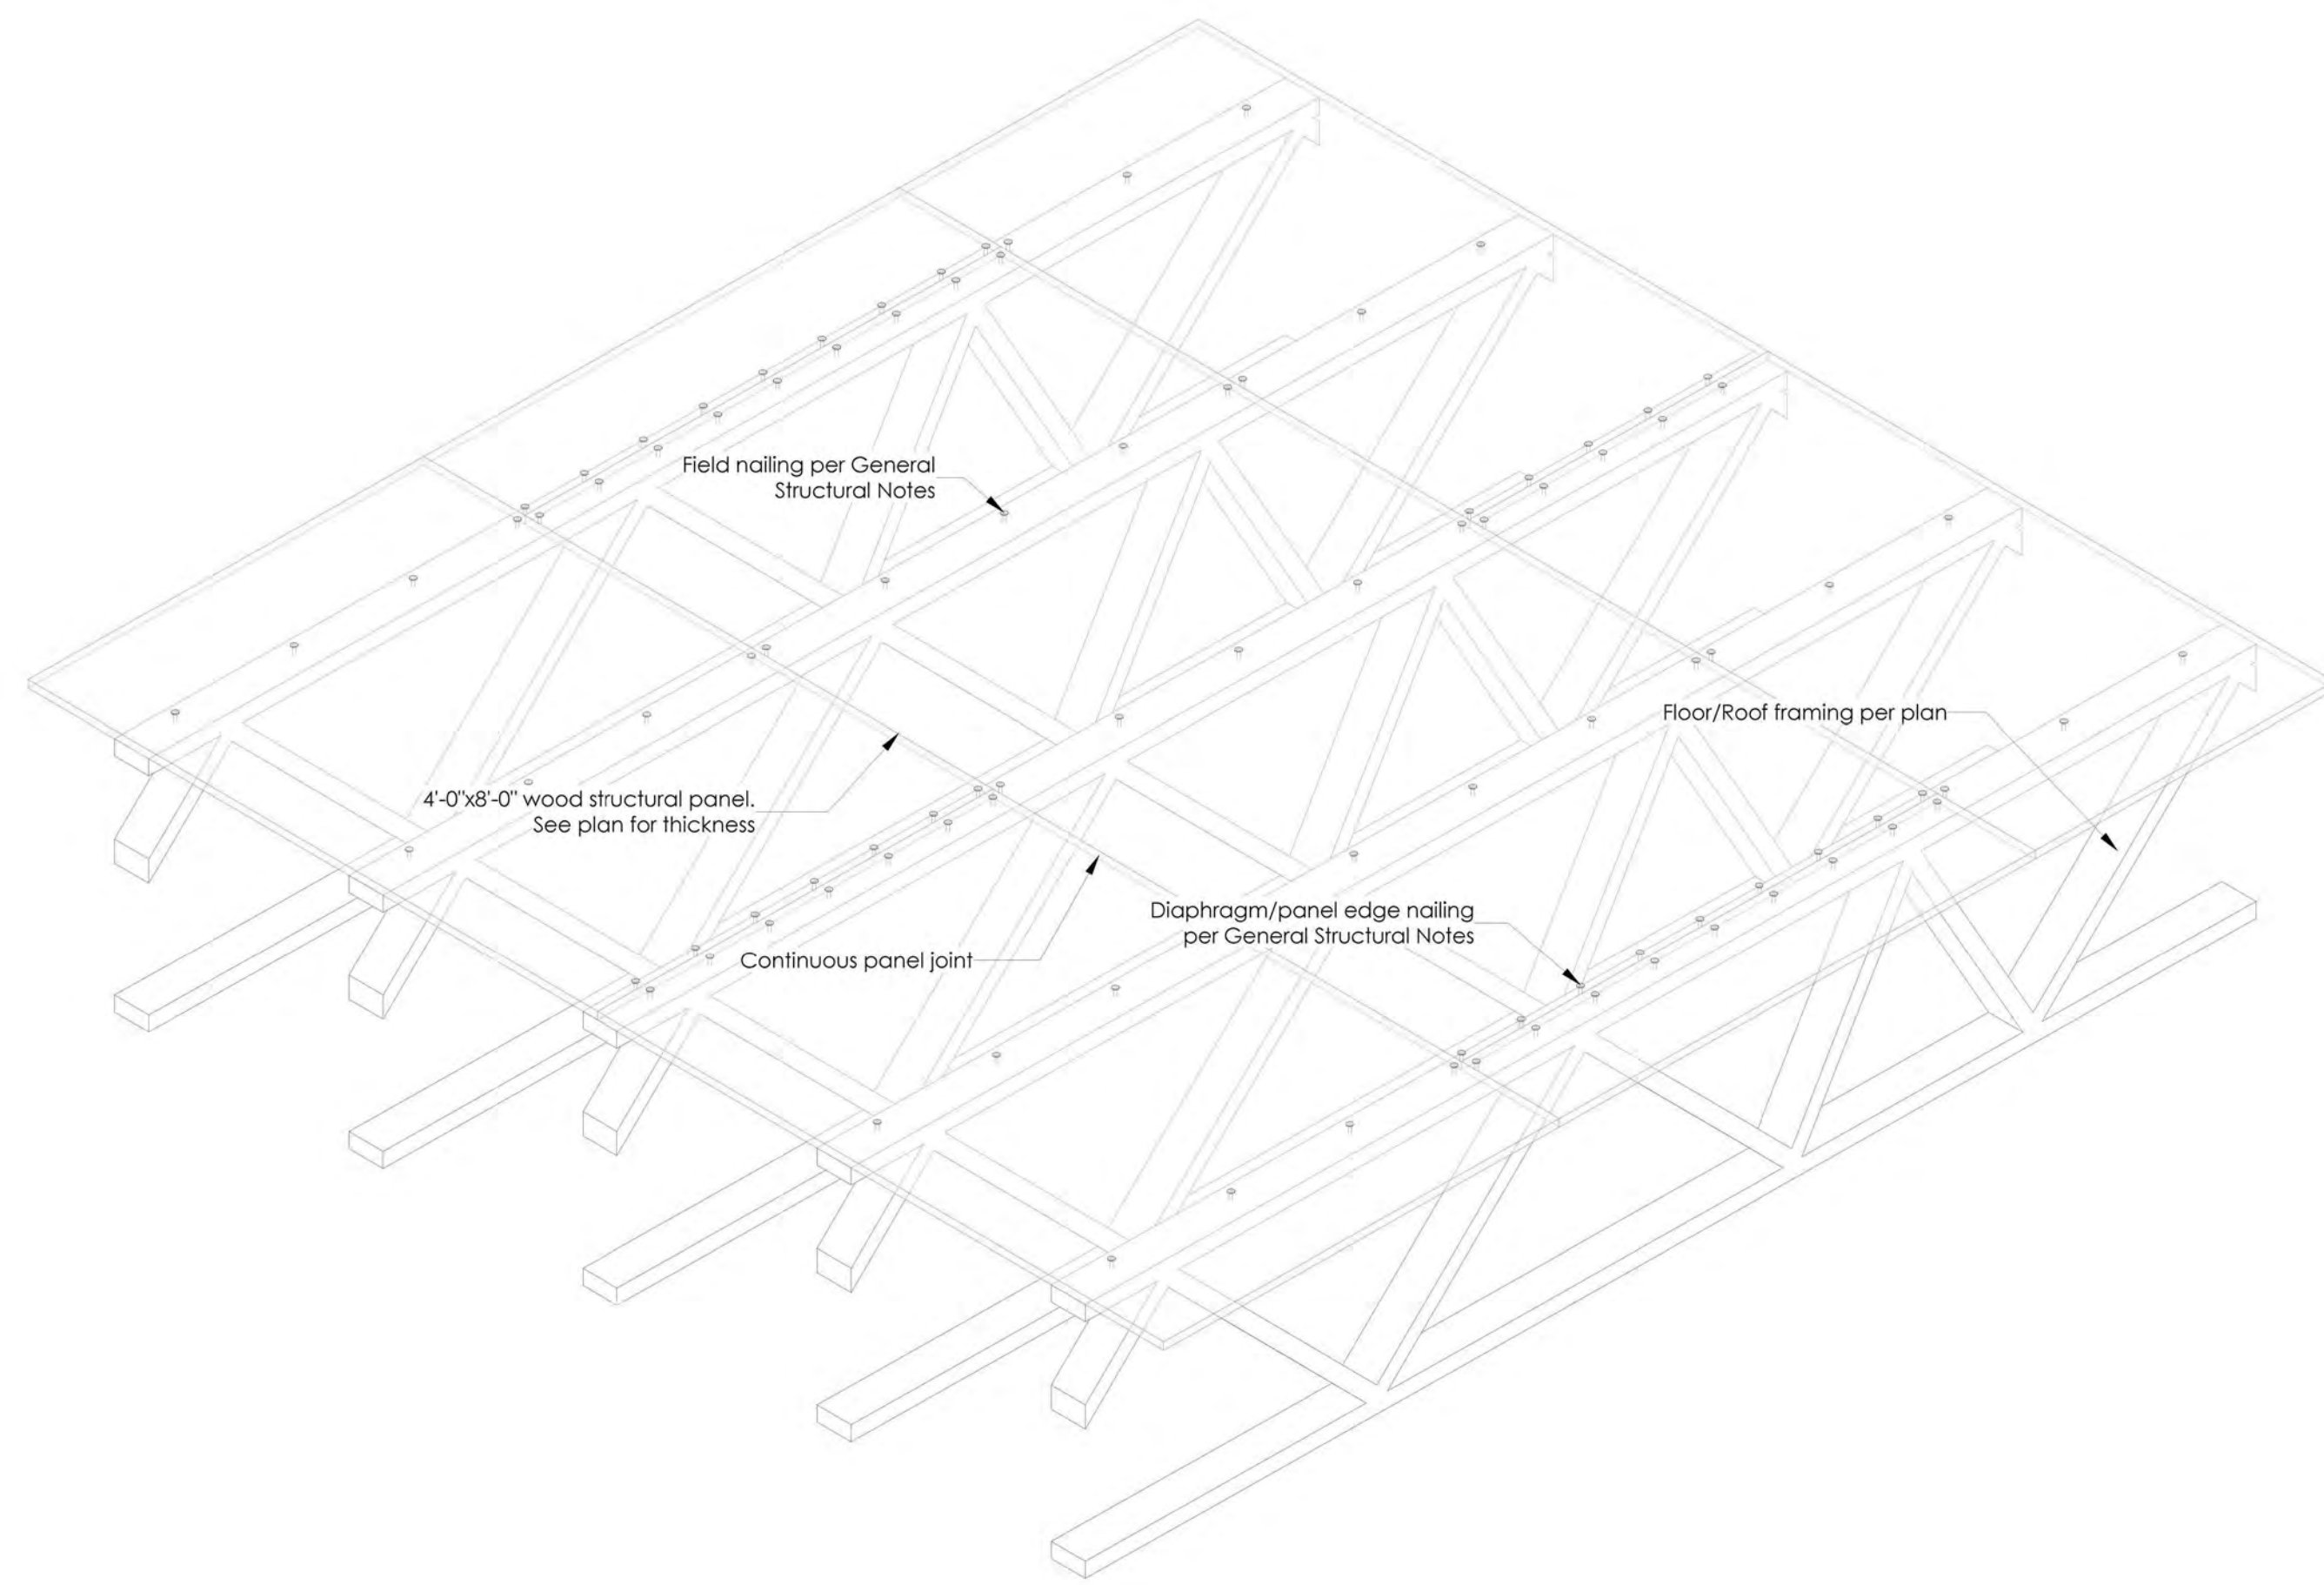 Field nailing per General
Structural Notes
Floor/Roof framing per plan
4'-0"x8'-0" wood structural panel.
See plan for thickness
Diaphragm/panel edge nailing
per General Structural Notes
Continuous panel joint